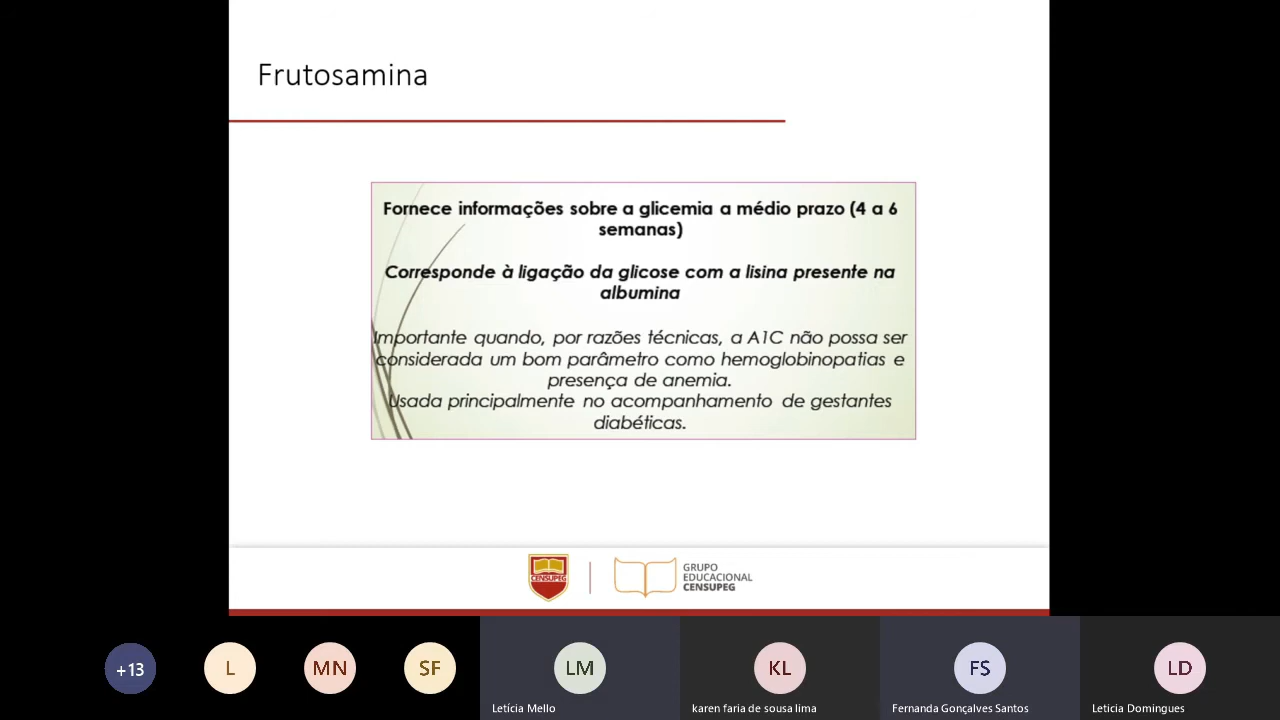 Frutosamina
Fornece informações sobre a glicemia a médio prazo (4 a 6
semanas)
Corresponde à ligação da glicose com a lisina presente na
albumina
Importante quando, por razões técnicas, a A1C não possa ser
considerada um bom parâmetro como hemoglobinopatias e
presença de anemia.
Usada principalmente no acompanhamento de gestantes
diabéticas.
CENSUPEG
GRUPO
EDUCACIONAL
CENSUPEG
+13
L
MN
SF
LM
KL
FS
LD
Letícia Mello
karen faria de sousa lima
Fernanda Gonçalves Santos
Leticia Domingues